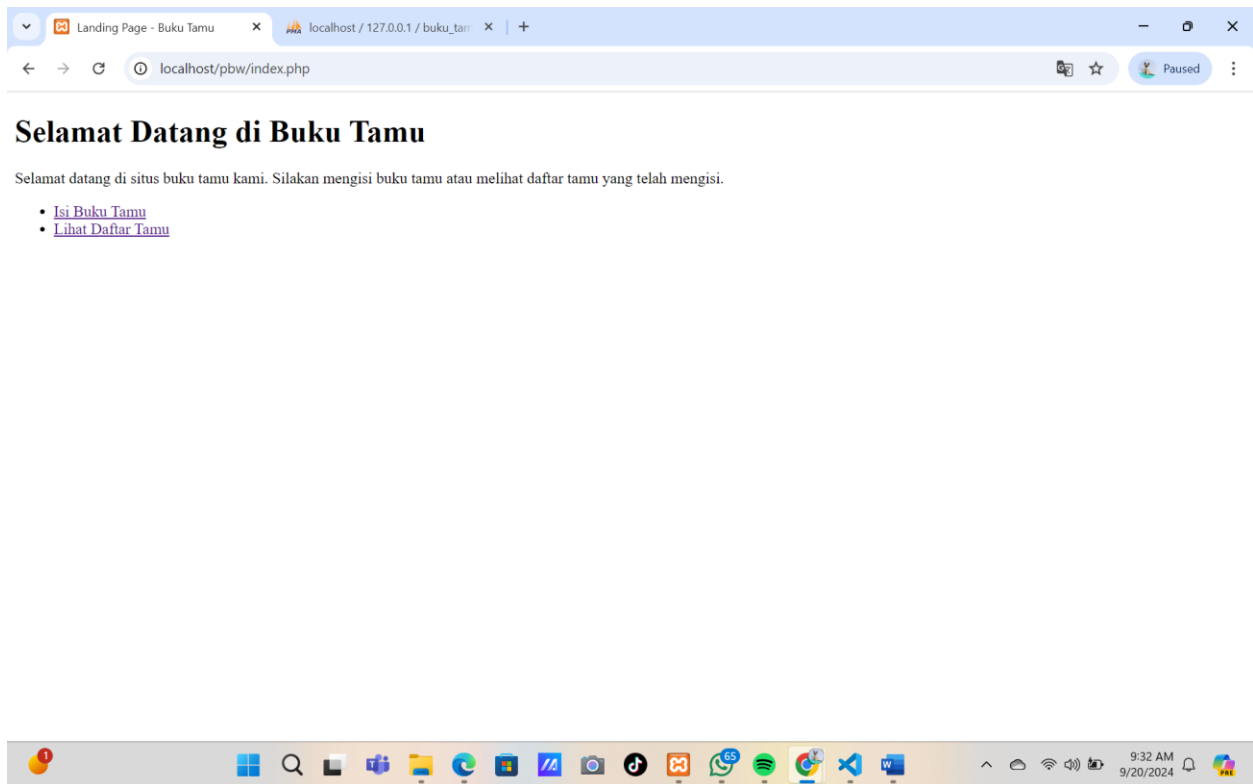 Landing Page - Buku Tamu
localhost / 127.0.0.1 / buku_tam
localhost/pbw/index.php
Paused
Selamat Datang di Buku Tamu
Selamat datang di situs buku tamu kami. Silakan mengisi buku tamu atau melihat daftar tamu yang telah mengisi.
Isi Buku Tamu
Lihat Daftar Tamu
1
65
9:32 AM
9/20/2024
PRE